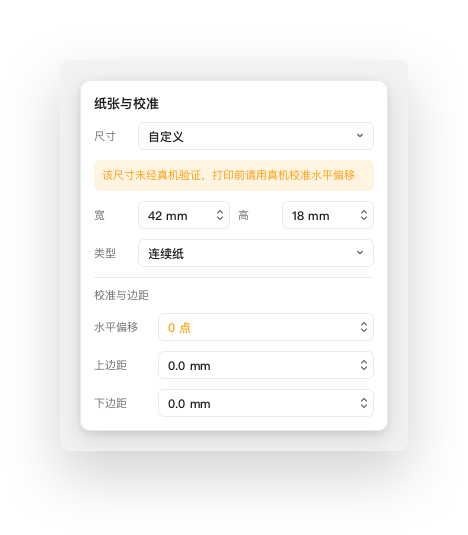 纸张与校准
尺寸 自定义
该尺寸未经真机验证，打印前请用真机校准水平偏移
宽 42 mm 高 18 mm
类型 连续纸
校准与边距
水平偏移 0 点
上边距 0.0 mm
下边距 0.0 mm